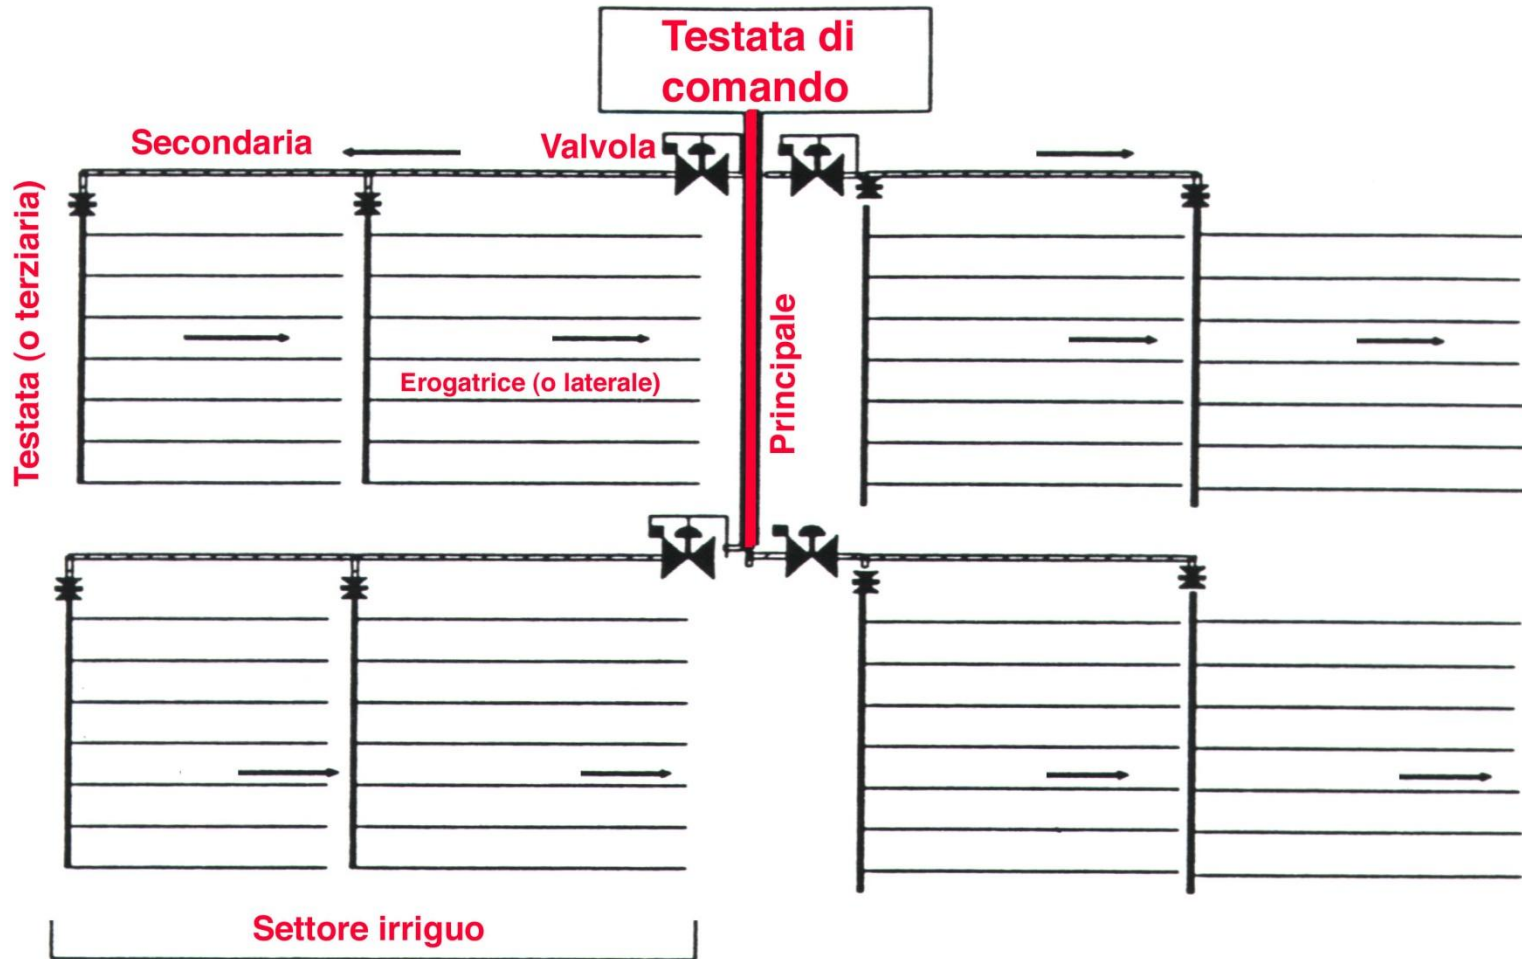 Testata di
comando
Secondaria
Valvola
Testata (o terziaria)
Principale
Erogatrice (o laterale)
Settore irriguo